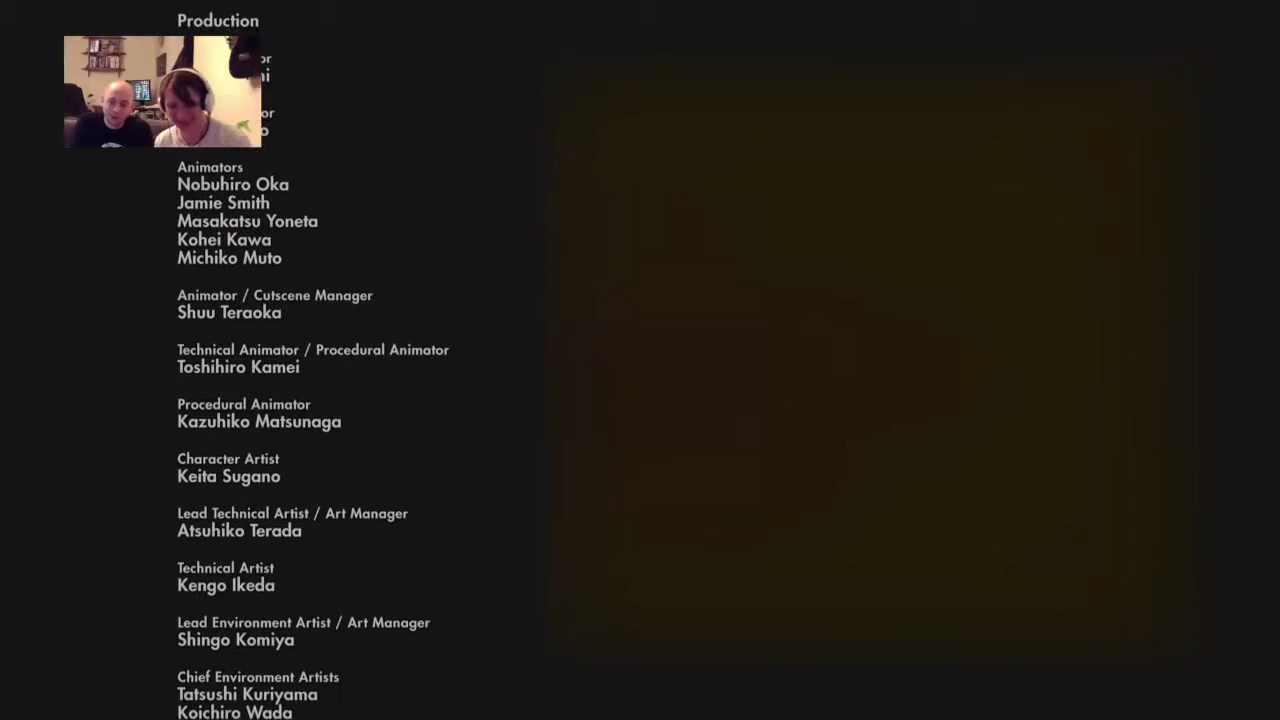 Production
Animators
Nobuhiro Oka
Jamie Smith
Masakatsu Yoneta
Kohei Kawa
Michiko Muto
Animator / Cutscene Manager
Shuu Teraoka
Technical Animator / Procedural Animator
Toshihiro Kamei
Procedural Animator
Kazuhiko Matsunaga
Character Artist
Keita Sugano
Lead Technical Artist / Art Manager
Atsuhiko Terada
Technical Artist
Kengo Ikeda
Lead Environment Artist / Art Manager
Shingo Komiya
Chief Environment Artists
Tatsushi Kuriyama
Koichiro Wada